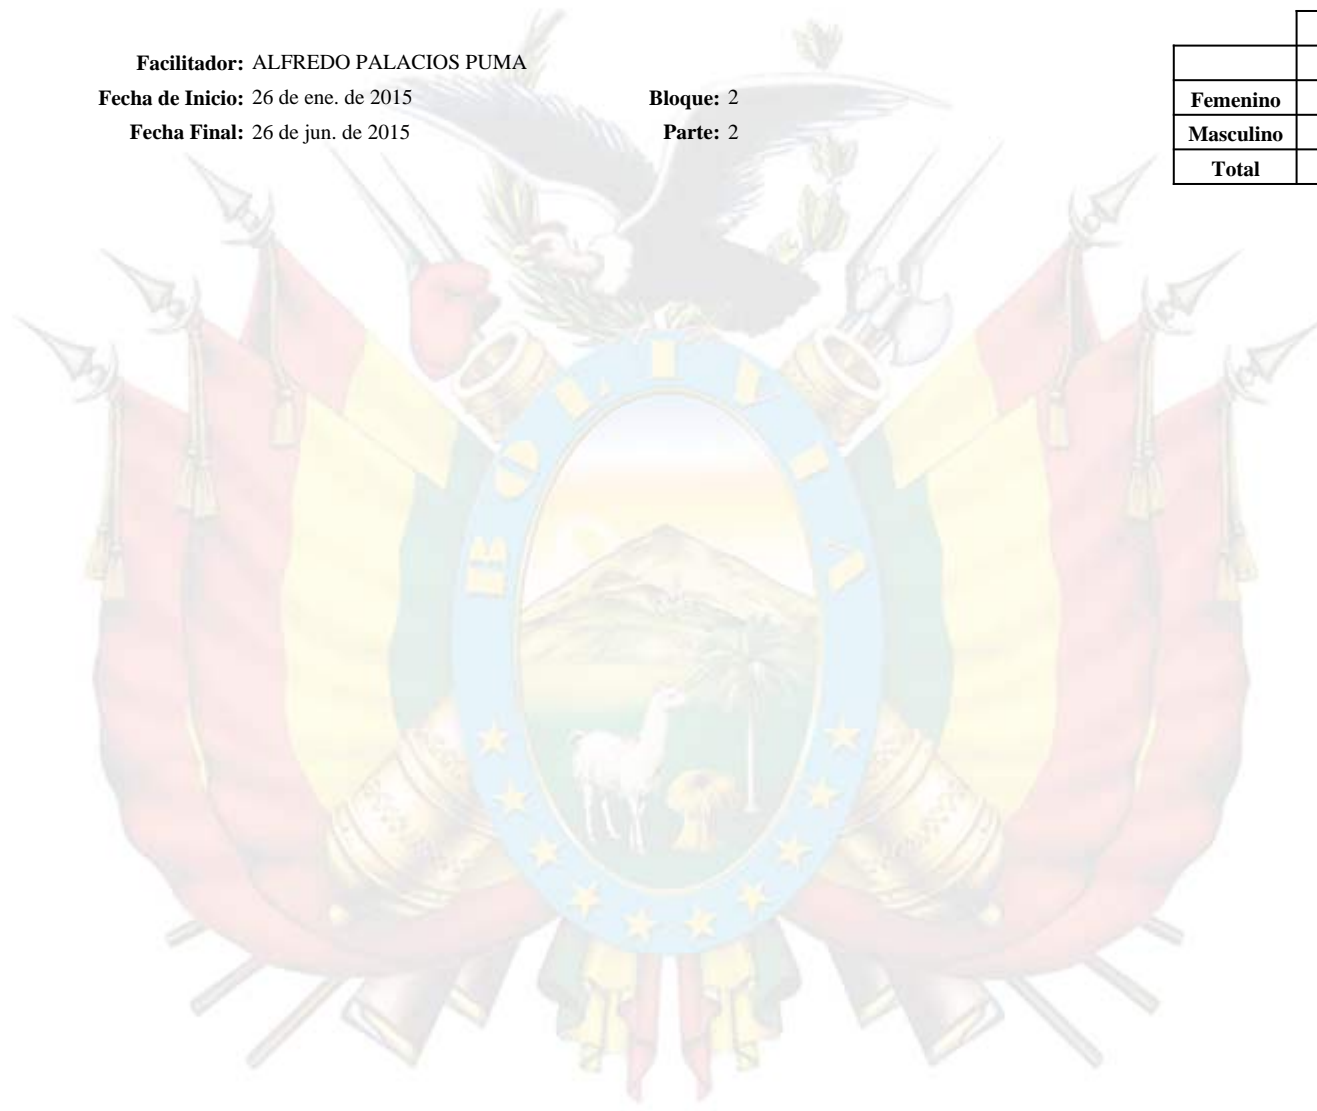 Facilitador: ALFREDO PALACIOS PUMA
Fecha de Inicio: 26 de ene. de 2015 Bloque: 2
Fecha Final: 26 de jun. de 2015 Parte: 2
Femenino
Masculino
Total
BOLIVIA